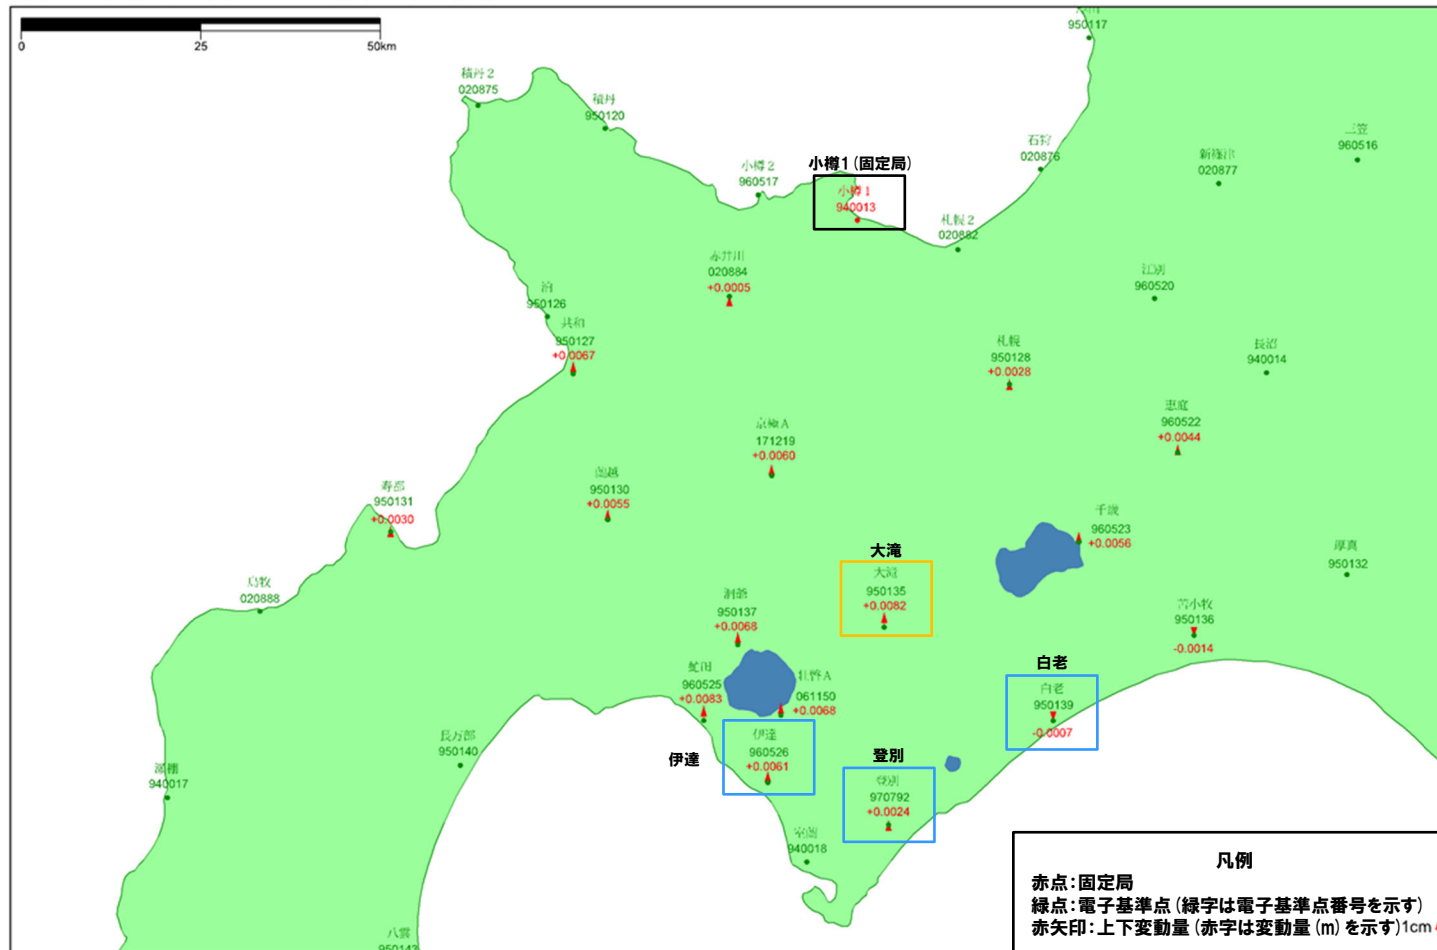 0 25 50km
950117
積丹2
020875
積丹
950120
三笠
960516
石狩
020876
新篠津
020877
小樽2
960517
小樽1(固定局)
小樽1
940013
札幌2
020882
赤井川
020884
+0.0005
江別
960520
泊
950126
共和
950127
+0.0067
札幌
950128
+0.0028
長沼
940014
恵庭
960522
+0.0044
京極A
171219
+0.0060
蘭越
950130
+0.0055
寿都
950131
+0.0030
千歳
960523
+0.0056
厚真
950132
大滝
大滝
950135
+0.0082
島牧
020888
洞爺
950137
+0.0068
苫小牧
950136
-0.0014
虻田
960525
+0.0083
壮瞥A
061150
+0.0068
白老
白老
950139
-0.0007
伊達
伊達
960526
+0.0061
長万部
950140
登別
登別
970792
+0.0024
瀬棚
940017
室蘭
940018
八雲
950143
凡例
赤点:固定局
緑点:電子基準点(緑字は電子基準点番号を示す)
赤矢印:上下変動量(赤字は変動量(m)を示す)1cm